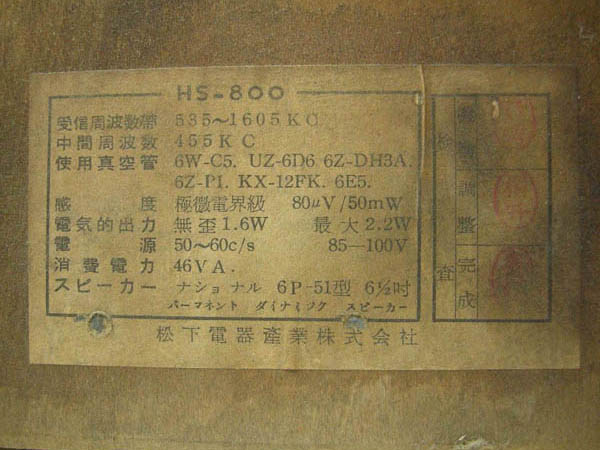 HS-800
受信周波数帯 535~1605KC
中間周波数 455KC
使用真空管 6W-C5. UZ-6D6. 6Z-DH3A.
6Z-P1. KX-12FK. 6E5.
感度 極微電界級 80μV/50mW
電気的出力 無歪1.6W 最大2.2W
電源 50~60c/s 85—100V
消費電力 46VA.
スピーカー ナショナル 6P-51型 6½吋
パーマネント ダイナミック スピーカー
松下電器産業株式会社
検査
調整
完成